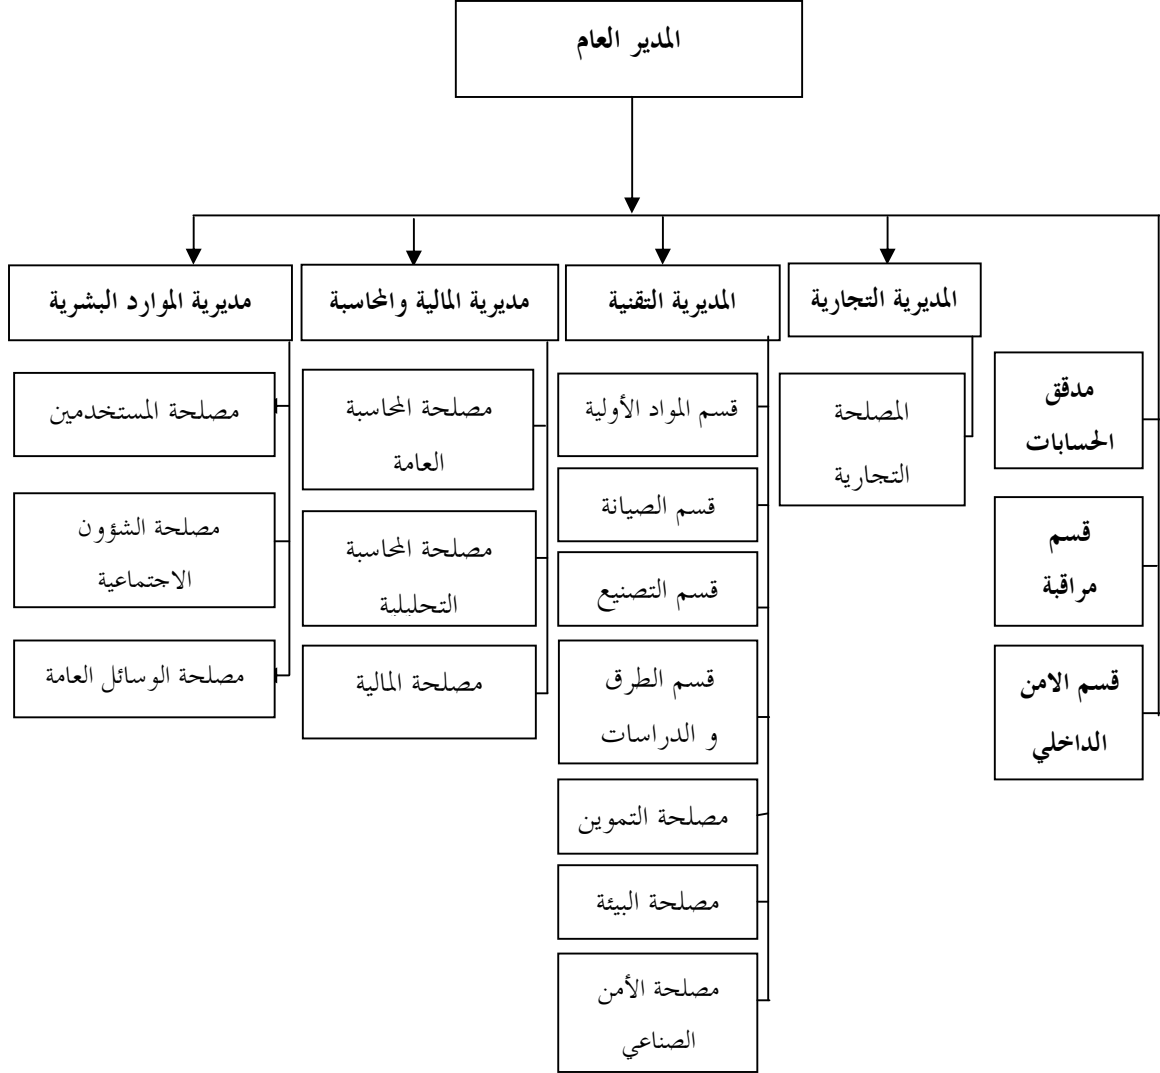 المدير العام
المديرية التجارية
المديرية التقنية
مديرية المالية والمحاسبة
مديرية الموارد البشرية
مدقق
الحسابات
قسم
مراقبة
قسم الامن
الداخلي
المصلحة
التجارية
قسم المواد الأولية
قسم الصيانة
قسم التصنيع
قسم الطرق
و الدراسات
مصلحة التموين
مصلحة البيئة
مصلحة الأمن
الصناعي
مصلحة المحاسبة
العامة
مصلحة المحاسبة
التحليلية
مصلحة المالية
مصلحة المستخدمين
مصلحة الشؤون
الاجتماعية
مصلحة الوسائل العامة